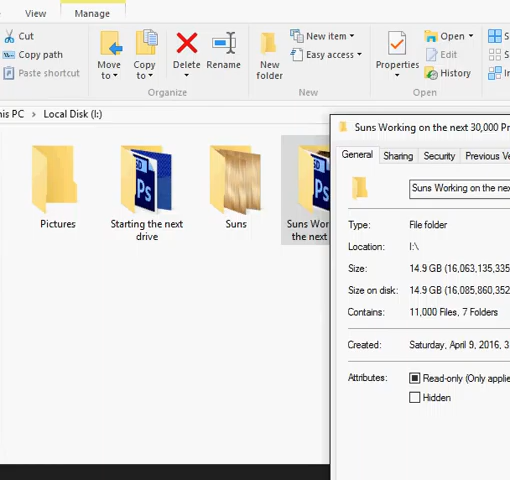 View Manage
Cut
Copy path
Paste shortcut
Move to
Copy to
Delete
Rename
New folder
New item
Easy access
Properties
Open
Edit
History
Organize New Open
PC > Local Disk (I:)
Pictures
Starting the next drive
Suns
Suns Wor
the next
Suns Working on the next 30,000 Pr
General Sharing Security Previous Ve
Suns Working on the nex
Type: File folder
Location: I:\
Size: 14.9 GB (16,063,135,335
Size on disk: 14.9 GB (16,085,860,352
Contains: 11,000 Files, 7 Folders
Created: Saturday, April 9, 2016, 3
Attributes: Read-only (Only applie
Hidden